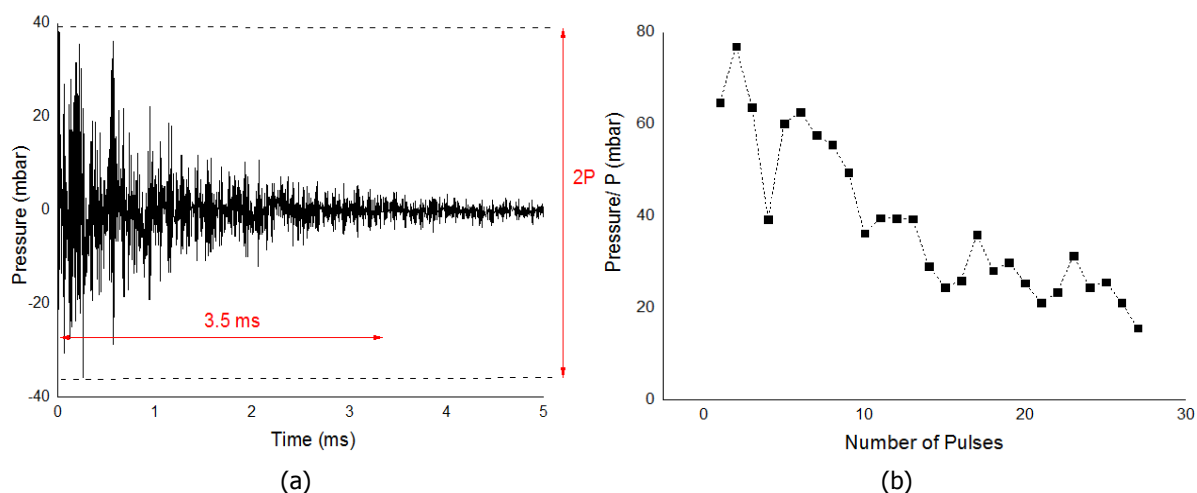 40
20
0
-20
-40
Pressure (mbar)
2P
3.5 ms
0 1 2 3 4 5
Time (ms)
(a)
80
60
40
20
0
Pressure/ P (mbar)
0 10 20 30
Number of Pulses
(b)